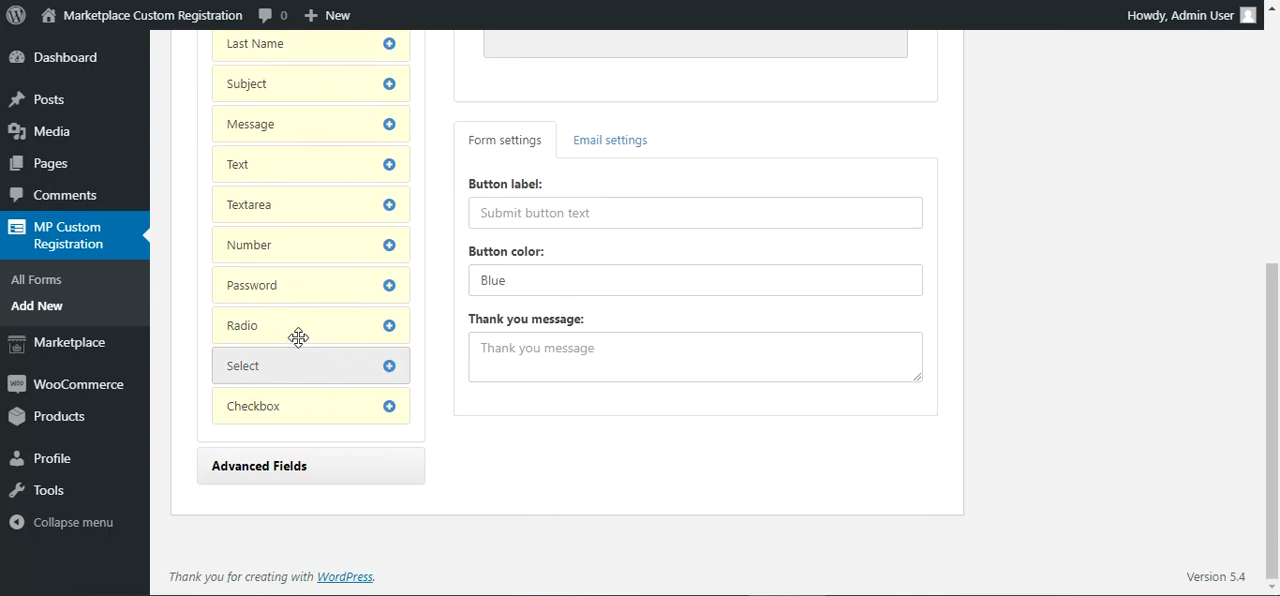 Marketplace Custom Registration 0 New Howdy, Admin User
Dashboard
Posts
Media
Pages
Comments
MP Custom
Registration
All Forms
Add New
Marketplace
WooCommerce
Products
Profile
Tools
Collapse menu
Last Name
Subject
Message
Text
Textarea
Number
Password
Radio
Select
Checkbox
Advanced Fields
Form settings Email settings
Button label:
Submit button text
Button color:
Blue
Thank you message:
Thank you message
Thank you for creating with WordPress. Version 5.4